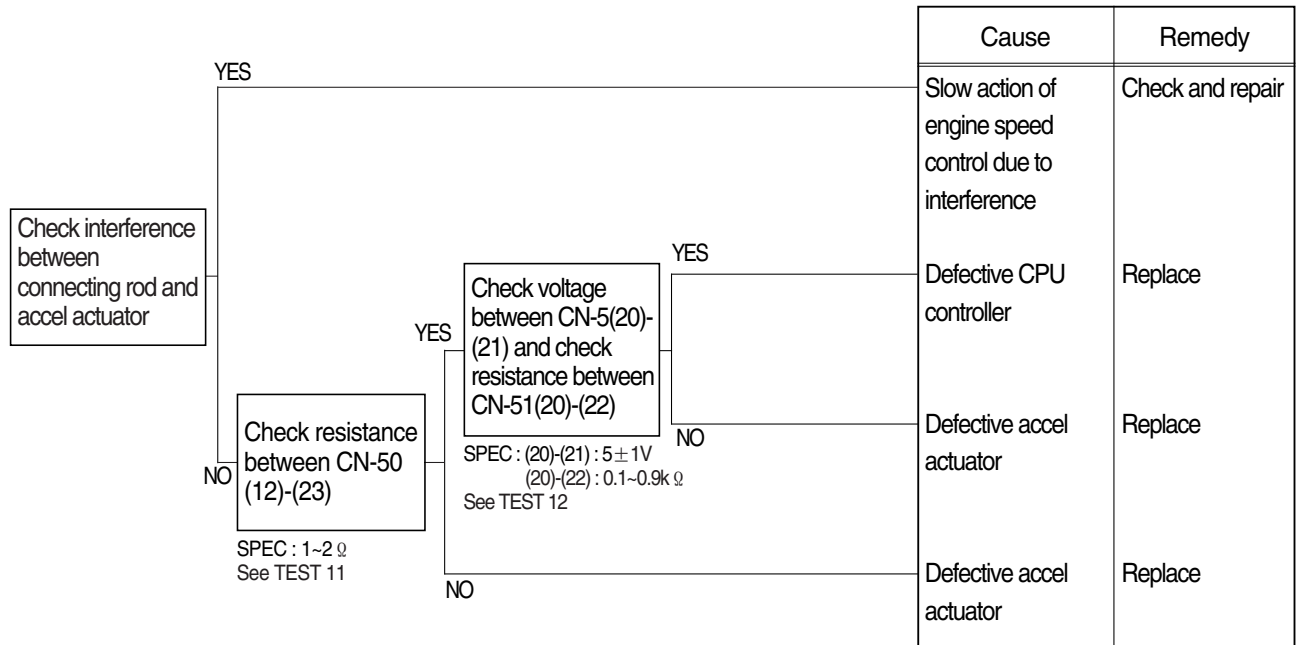 Cause
Remedy
YES
Slow action of
engine speed
control due to
interference
Check and repair
Check interference
between
connecting rod and
accel actuator
YES
Defective CPU
controller
Replace
Check voltage
between CN-5(20)-
(21) and check
resistance between
CN-51(20)-(22)
YES
NO
SPEC : (20)-(21) : 5±1V
(20)-(22) : 0.1~0.9k Ω
See TEST 12
Defective accel
actuator
Replace
Check resistance
between CN-50
(12)-(23)
NO
SPEC : 1~2 Ω
See TEST 11
NO
Defective accel
actuator
Replace